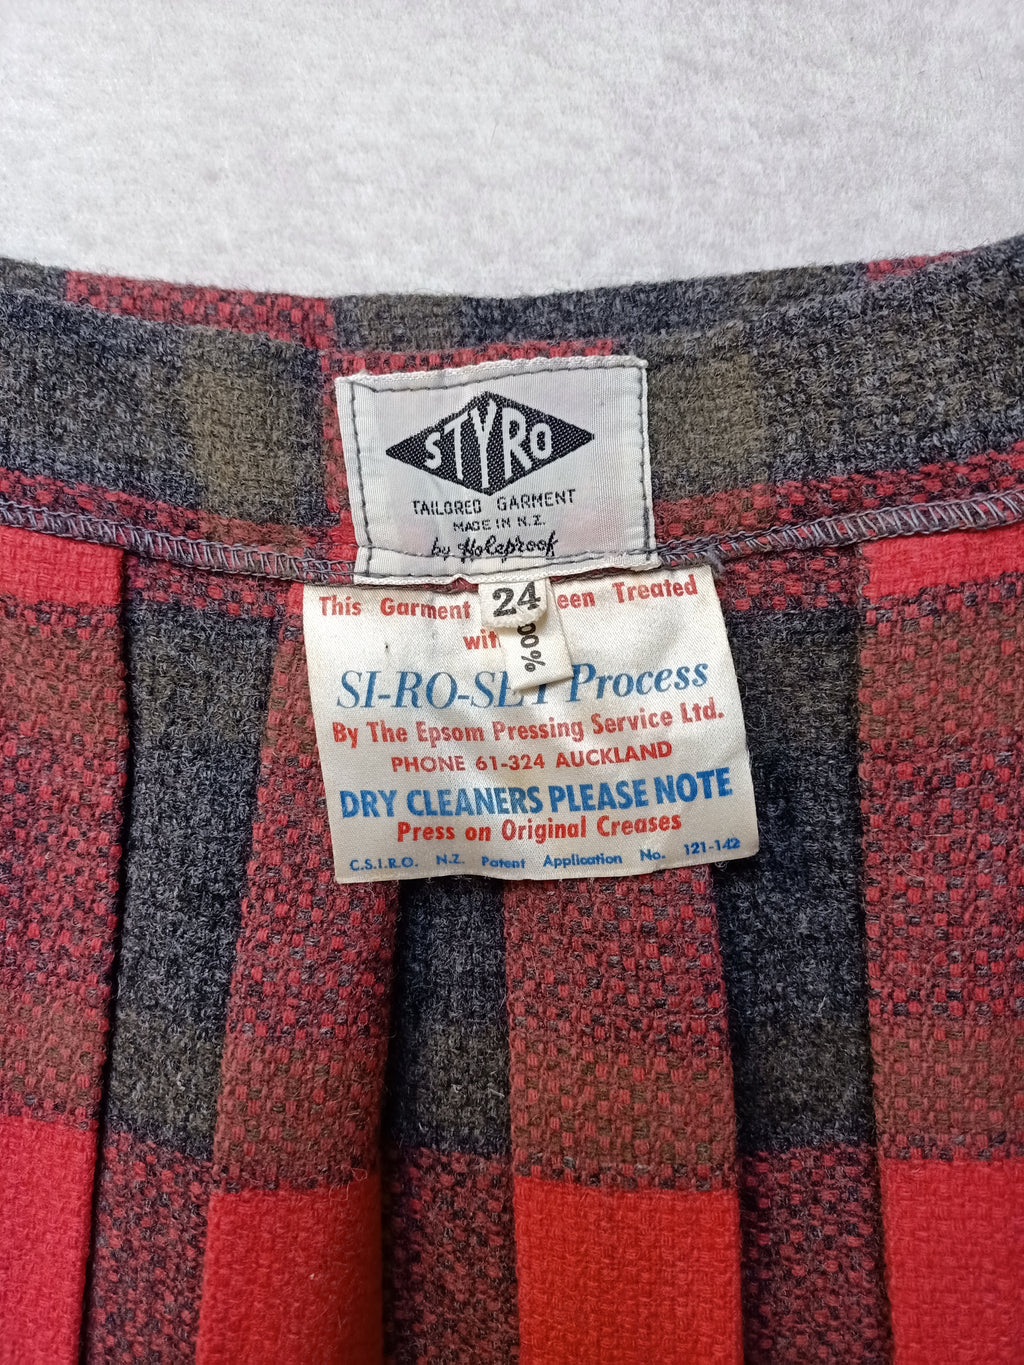 STYRO
TAILORED GARMENT
MADE IN N.Z.
by Holeproof
24
00%
This Garment een Treated
wit
SI-RO-SET Process
By The Epsom Pressing Service Ltd.
PHONE 61-324 AUCKLAND
DRY CLEANERS PLEASE NOTE
Press on Original Creases
C.S.I.R.O. N.Z. Patent Application No. 121-142